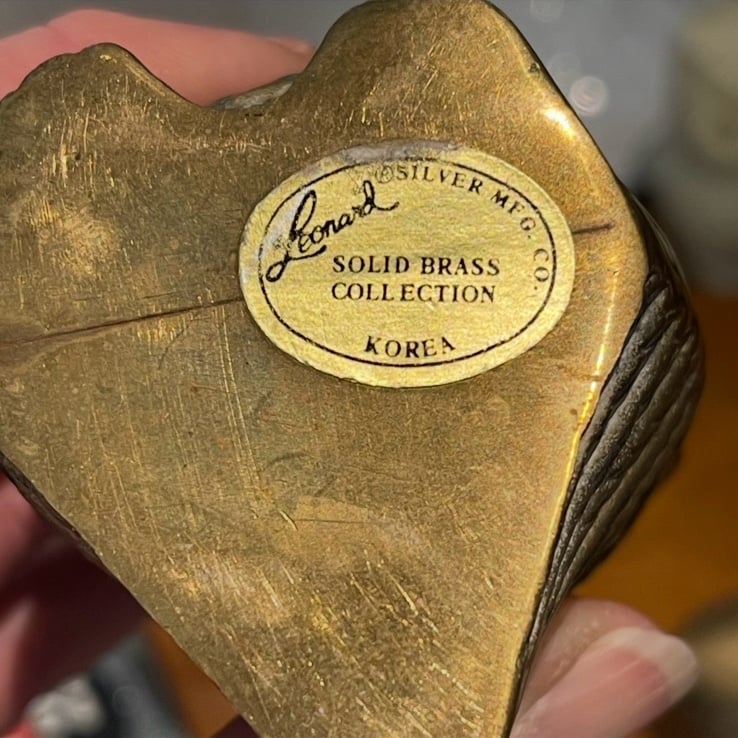 Leonard
®SILVER MFG. CO.
SOLID BRASS
COLLECTION
KOREA